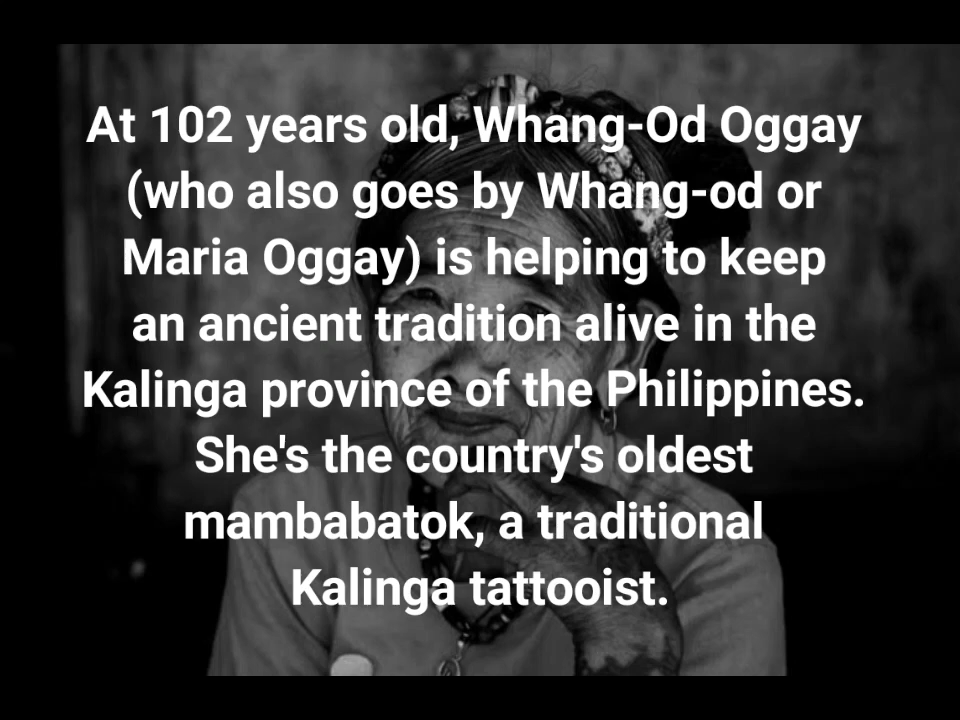 At 102 years old, Whang-Od Oggay
(who also goes by Whang-od or
Maria Oggay) is helping to keep
an ancient tradition alive in the
Kalinga province of the Philippines.
She's the country's oldest
mambabatok, a traditional
Kalinga tattooist.